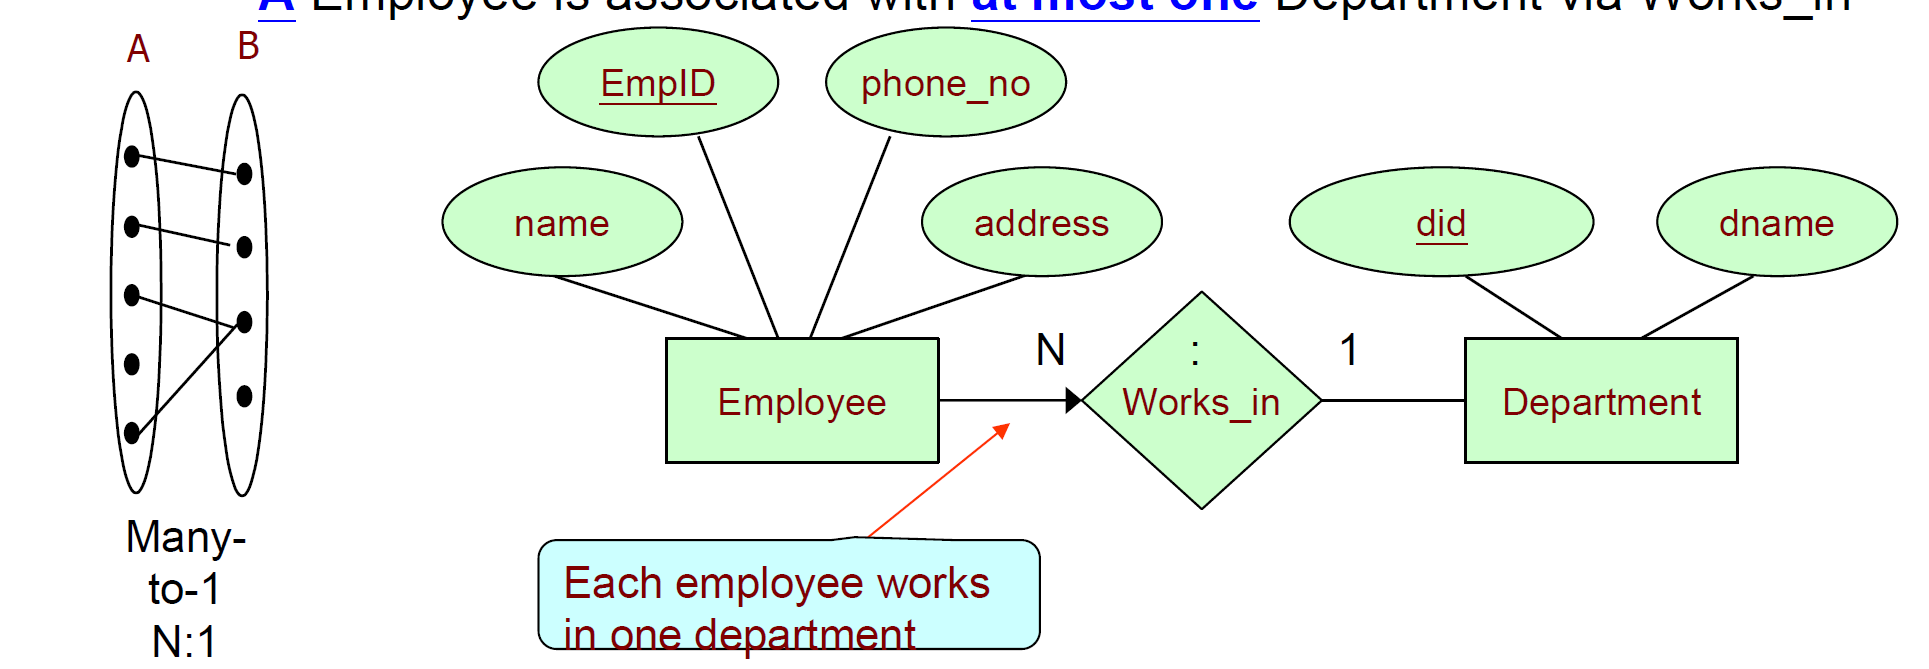 A Employee is associated with at most one Department via Works_in
A B
EmpID phone_no
name address did dname
N : 1
Employee Works_in Department
Many-
to-1
N:1
Each employee works
in one department